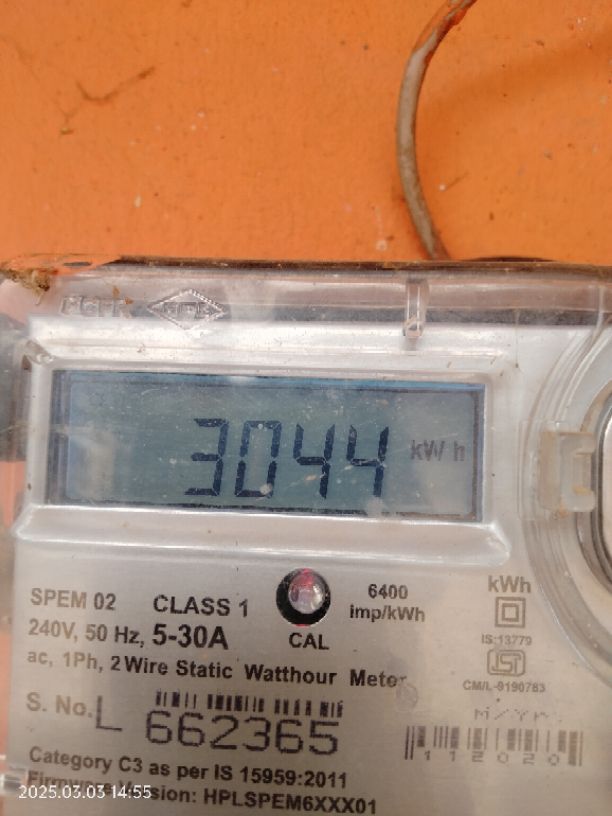 3044 kWh
SPEM 02 CLASS 1
6400
imp/kWh
kWh
240V, 50 Hz, 5-30A
CAL
IS:13779
ac, 1Ph, 2 Wire Static Watthour Meter
CM/L-9190783
S. No. L 662365
M/YM:
112020
Category C3 as per IS 15959:2011
Firmware Version: HPLSPEM6XXX01
2025.03.03 14:55